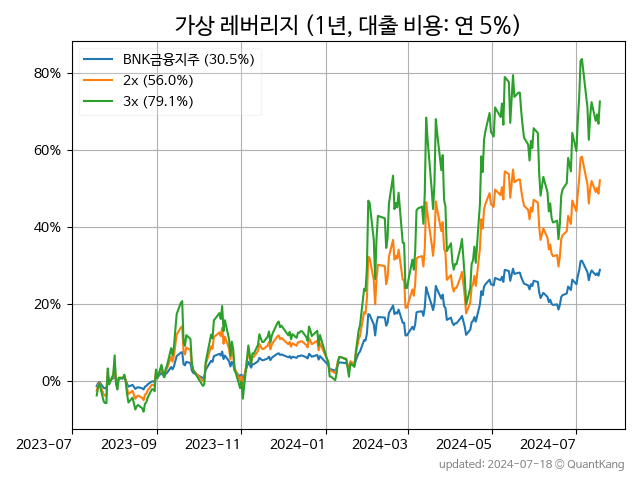 가상 레버리지 (1년, 대출 비용: 연 5%)
BNK금융지주 (30.5%)
2x (56.0%)
3x (79.1%)
80%
60%
40%
20%
0%
2023-07 2023-09 2023-11 2024-01 2024-03 2024-05 2024-07
updated: 2024-07-18 © QuantKang